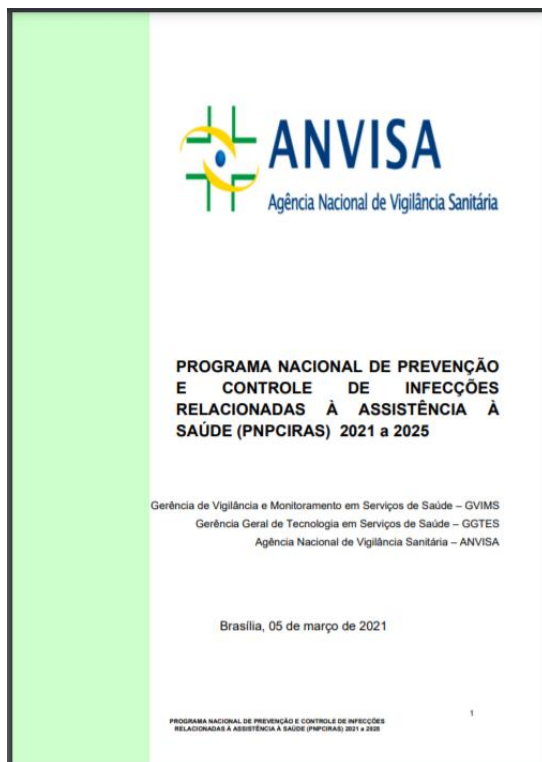 ANVISA
Agência Nacional de Vigilância Sanitária
PROGRAMA NACIONAL DE PREVENÇÃO
E CONTROLE DE INFECÇÕES
RELACIONADAS À ASSISTÊNCIA À
SAÚDE (PNPCIRAS) 2021 a 2025
Gerência de Vigilância e Monitoramento em Serviços de Saúde – GVIMS
Gerência Geral de Tecnologia em Serviços de Saúde – GGTES
Agência Nacional de Vigilância Sanitária – ANVISA
Brasília, 05 de março de 2021
1
PROGRAMA NACIONAL DE PREVENÇÃO E CONTROLE DE INFECÇÕES
RELACIONADAS À ASSISTÊNCIA À SAÚDE (PNPCIRAS) 2021 a 2025